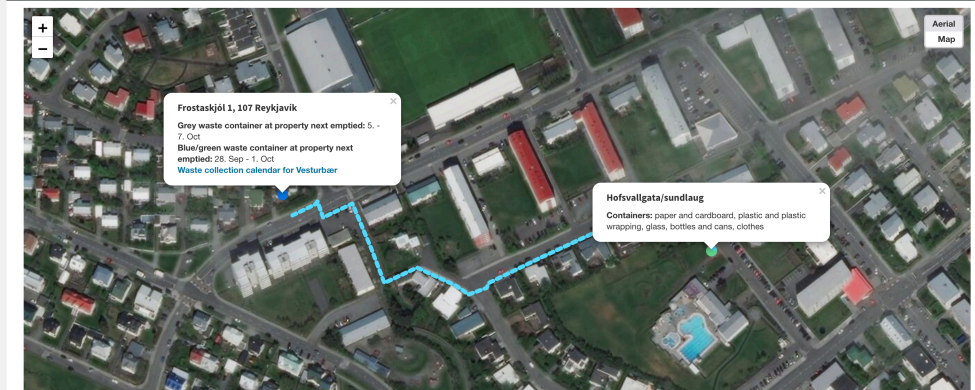 +
−
Aerial
Map
×
Frostaskjól 1, 107 Reykjavík
Grey waste container at property next emptied: 5. -
7. Oct
Blue/green waste container at property next
emptied: 28. Sep - 1. Oct
Waste collection calendar for Vesturbær
×
Hofsvallgata/sundlaug
Containers: paper and cardboard, plastic and plastic
wrapping, glass, bottles and cans, clothes